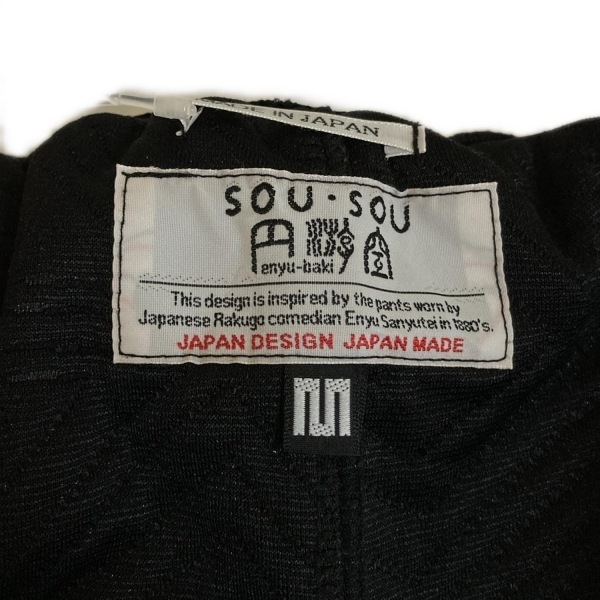 IN JAPAN
SOU・SOU
enyu-baki
This design is inspired by the pants worn by
Japanese Rakugo comedian Enyu Sanyutei in 1880's.
JAPAN DESIGN JAPAN MADE